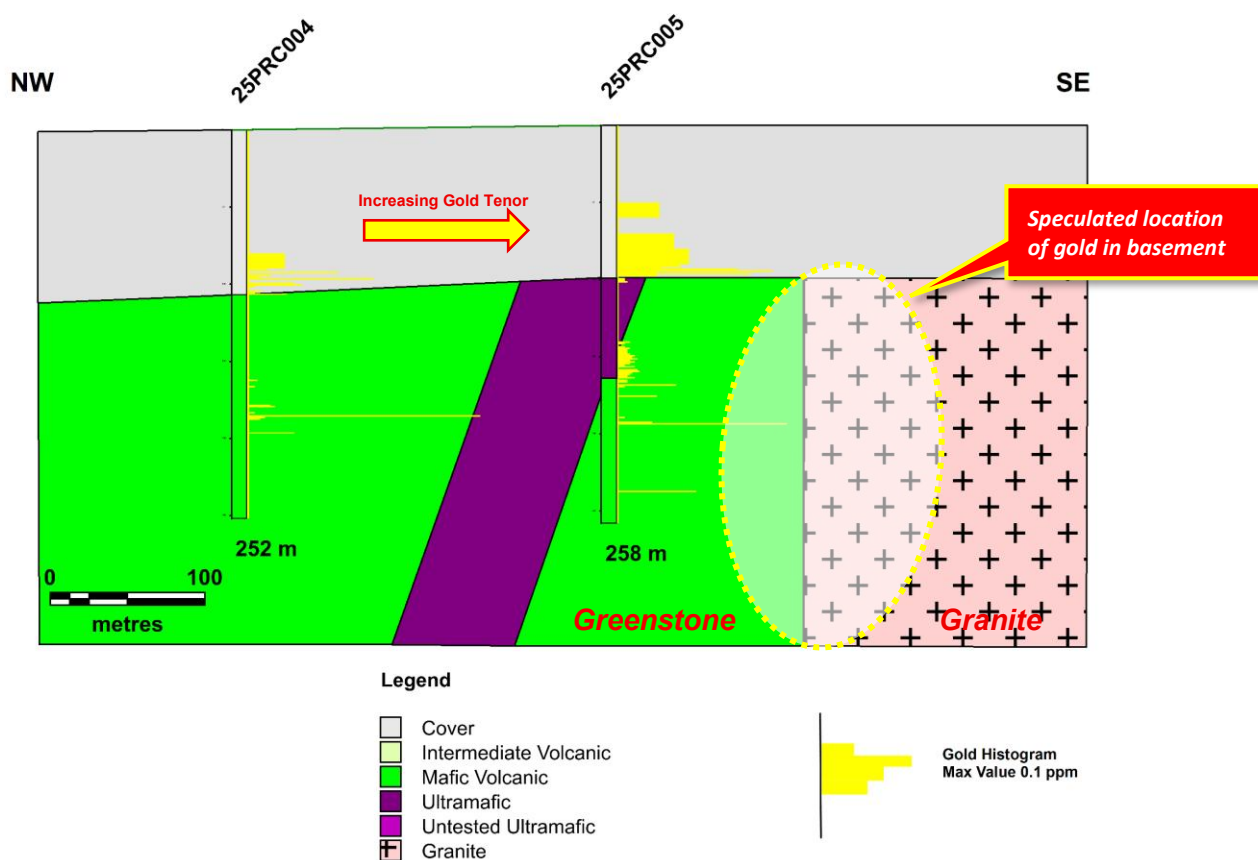 25PRC004
25PRC005
NW
SE
Increasing Gold Tenor
Speculated location
of gold in basement
252 m
258 m
0 100
metres
Greenstone
Granite
Legend
Cover
Intermediate Volcanic
Mafic Volcanic
Ultramafic
Untested Ultramafic
Granite
Gold Histogram
Max Value 0.1 ppm